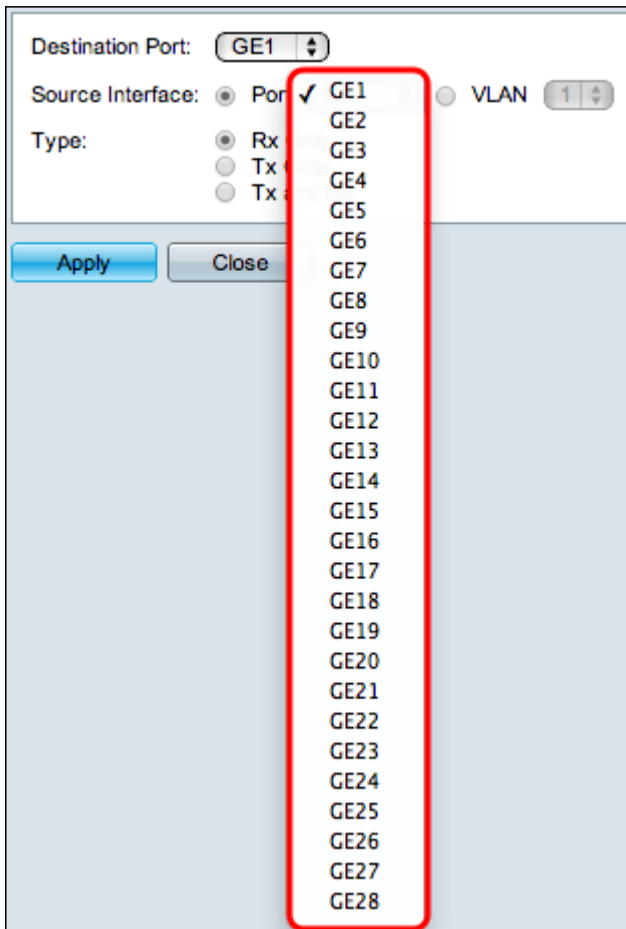 Destination Port: GE1
Source Interface: Por ✓ GE1 VLAN 1
Type: Rx
Tx
Tx a
Apply Close
GE2
GE3
GE4
GE5
GE6
GE7
GE8
GE9
GE10
GE11
GE12
GE13
GE14
GE15
GE16
GE17
GE18
GE19
GE20
GE21
GE22
GE23
GE24
GE25
GE26
GE27
GE28